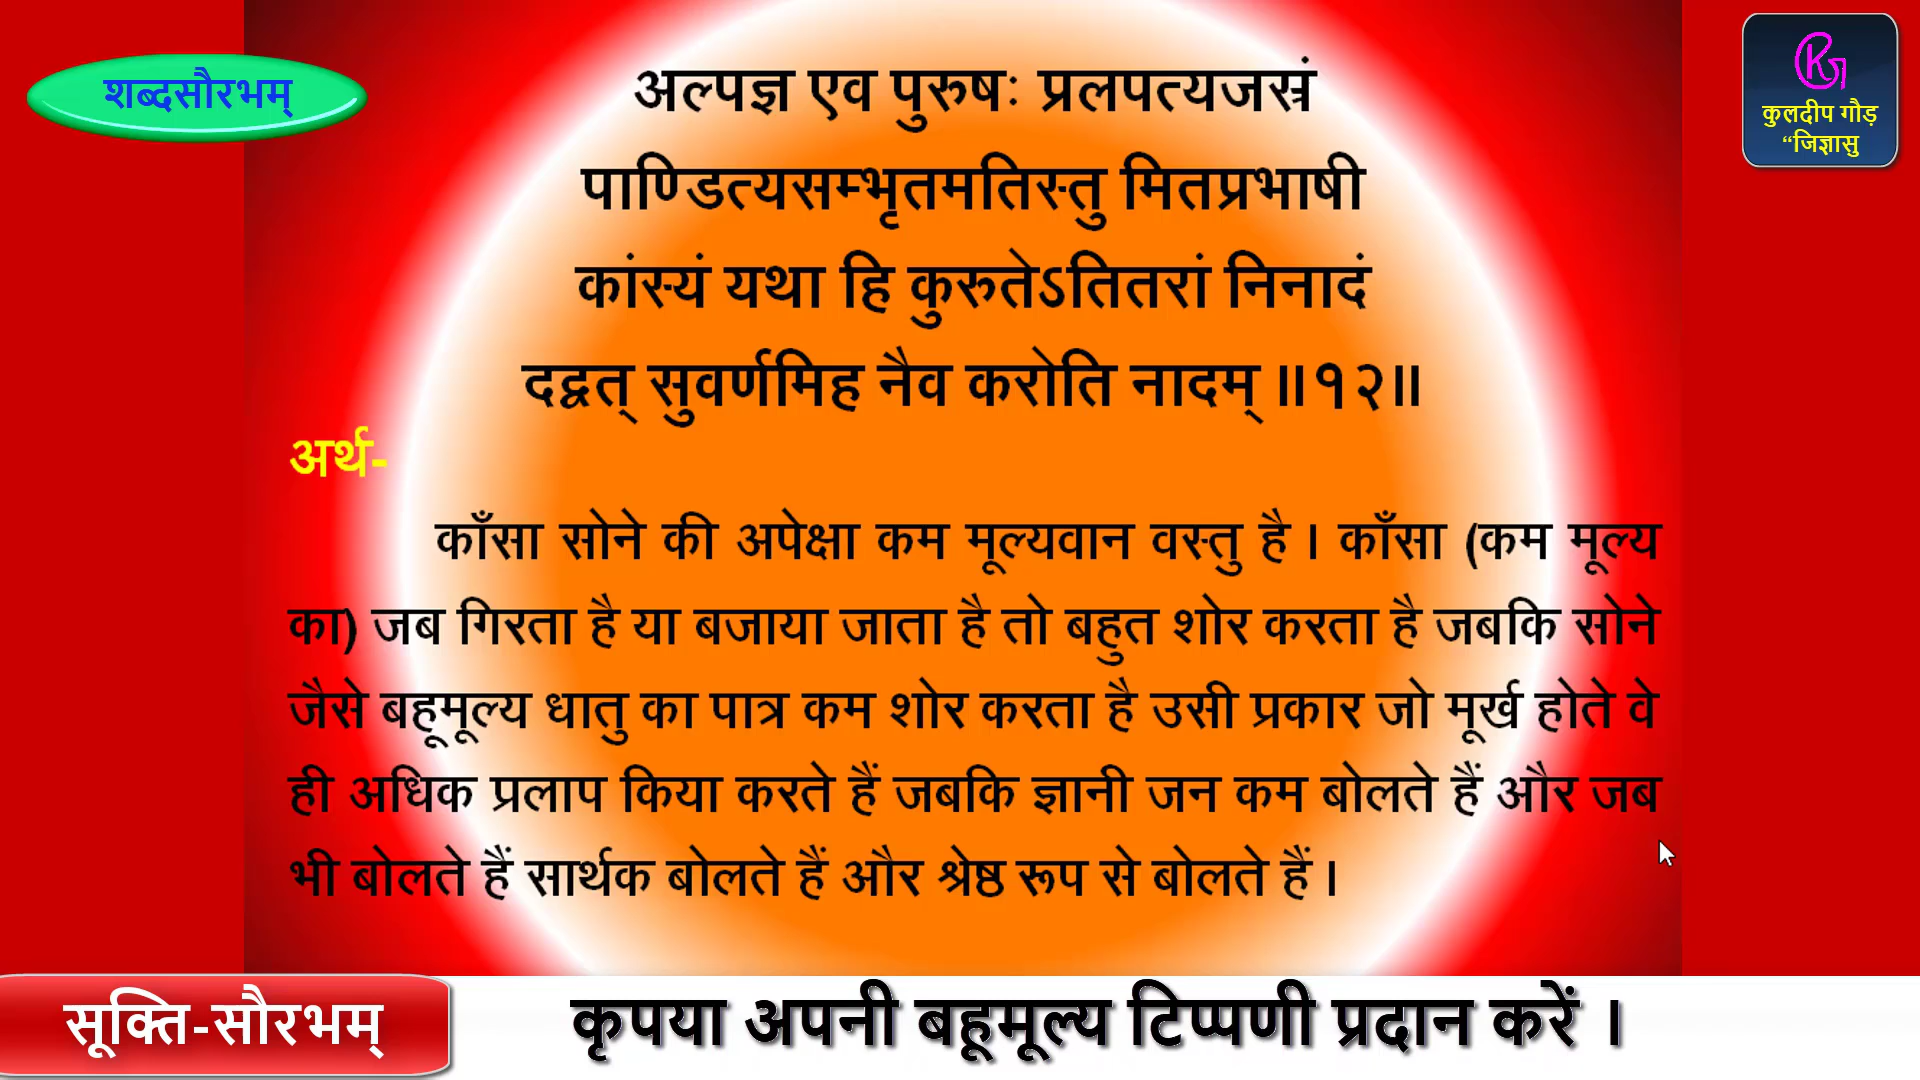 शब्दसौरभम्
कुलदीप गौड़
“जिज्ञासु
अल्पज्ञ एव पुरुषः प्रलपत्यजस्रं
पाण्डित्यसम्भृतमतिस्तु मितप्रभाषी
कांस्यं यथा हि कुरुतेऽतितरां निनादं
दद्वत् सुवर्णमिह नैव करोति नादम् ॥१२॥
अर्थ-
काँसा सोने की अपेक्षा कम मूल्यवान वस्तु है । काँसा (कम मूल्य
का) जब गिरता है या बजाया जाता है तो बहुत शोर करता है जबकि सोने
जैसे बहूमूल्य धातु का पात्र कम शोर करता है उसी प्रकार जो मूर्ख होते वे
ही अधिक प्रलाप किया करते हैं जबकि ज्ञानी जन कम बोलते हैं और जब
भी बोलते हैं सार्थक बोलते हैं और श्रेष्ठ रूप से बोलते हैं ।
सूक्ति-सौरभम्
कृपया अपनी बहूमूल्य टिप्पणी प्रदान करें ।